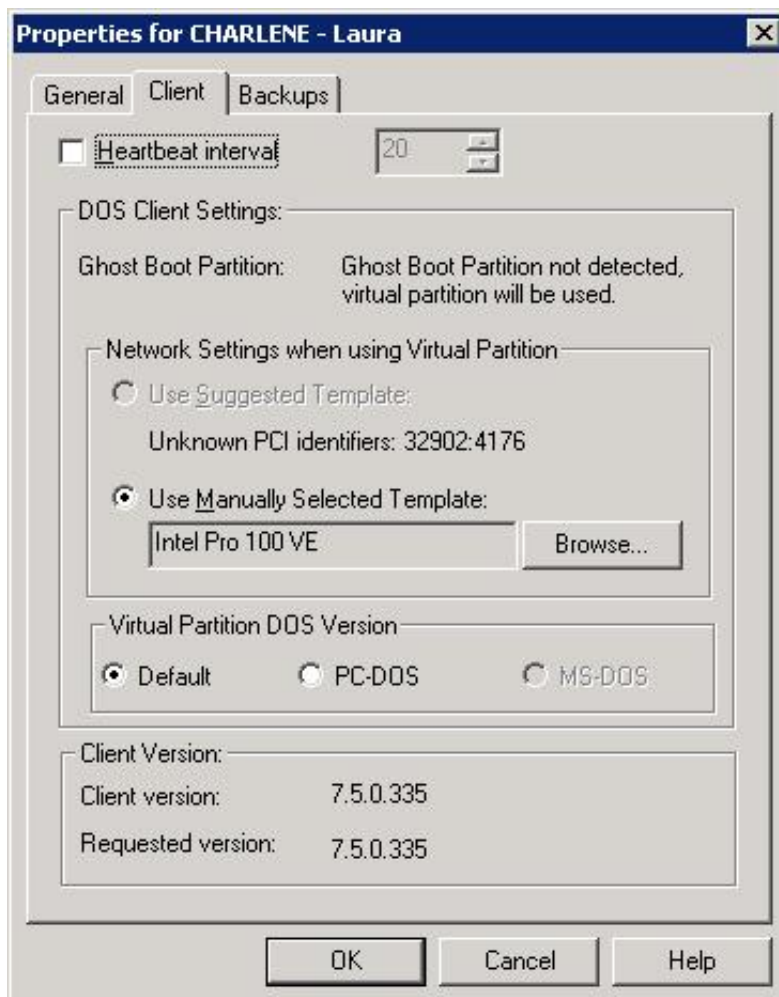 Properties for CHARLENE - Laura
General Client Backups
Heartbeat interval 20
DOS Client Settings:
Ghost Boot Partition: Ghost Boot Partition not detected,
virtual partition will be used.
Network Settings when using Virtual Partition
Use Suggested Template:
Unknown PCI identifiers: 32902:4176
Use Manually Selected Template:
Intel Pro 100 VE Browse...
Virtual Partition DOS Version
Default PC-DOS MS-DOS
Client Version:
Client version: 7.5.0.335
Requested version: 7.5.0.335
OK Cancel Help